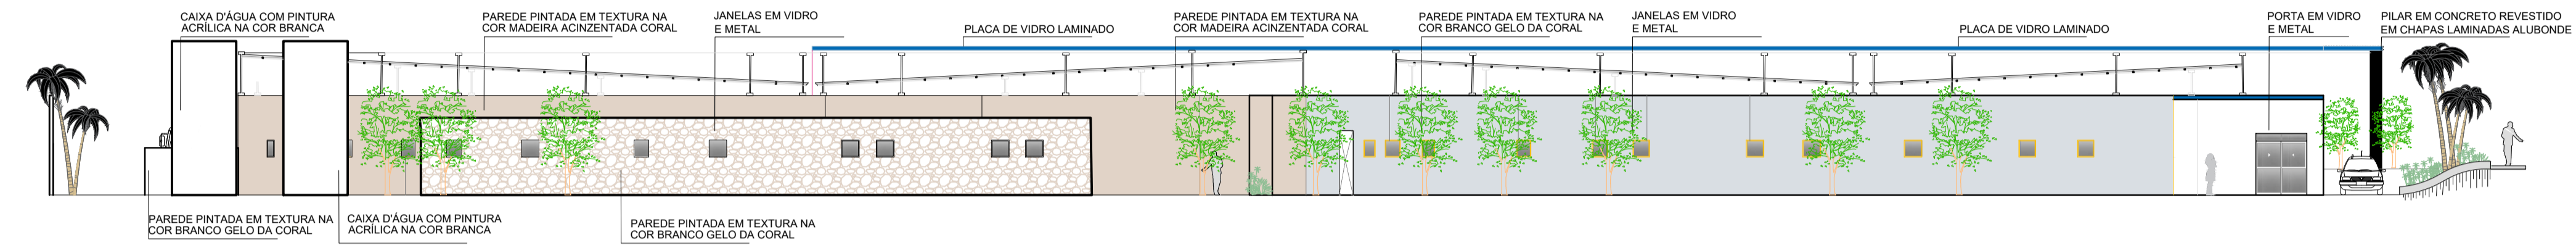 CAIXA D'ÁGUA COM PINTURA
ACRÍLICA NA COR BRANCA
PAREDE PINTADA EM TEXTURA NA
COR MADEIRA ACINZENTADA CORAL
JANELAS EM VIDRO
E METAL
PLACA DE VIDRO LAMINADO
PAREDE PINTADA EM TEXTURA NA
COR MADEIRA ACINZENTADA CORAL
PAREDE PINTADA EM TEXTURA NA
COR BRANCO GELO DA CORAL
JANELAS EM VIDRO
E METAL
PLACA DE VIDRO LAMINADO
PORTA EM VIDRO
E METAL
PILAR EM CONCRETO REVESTIDO
EM CHAPAS LAMINADAS ALUBONDE
PAREDE PINTADA EM TEXTURA NA
COR BRANCO GELO DA CORAL
CAIXA D'ÁGUA COM PINTURA
ACRÍLICA NA COR BRANCA
PAREDE PINTADA EM TEXTURA NA
COR BRANCO GELO DA CORAL